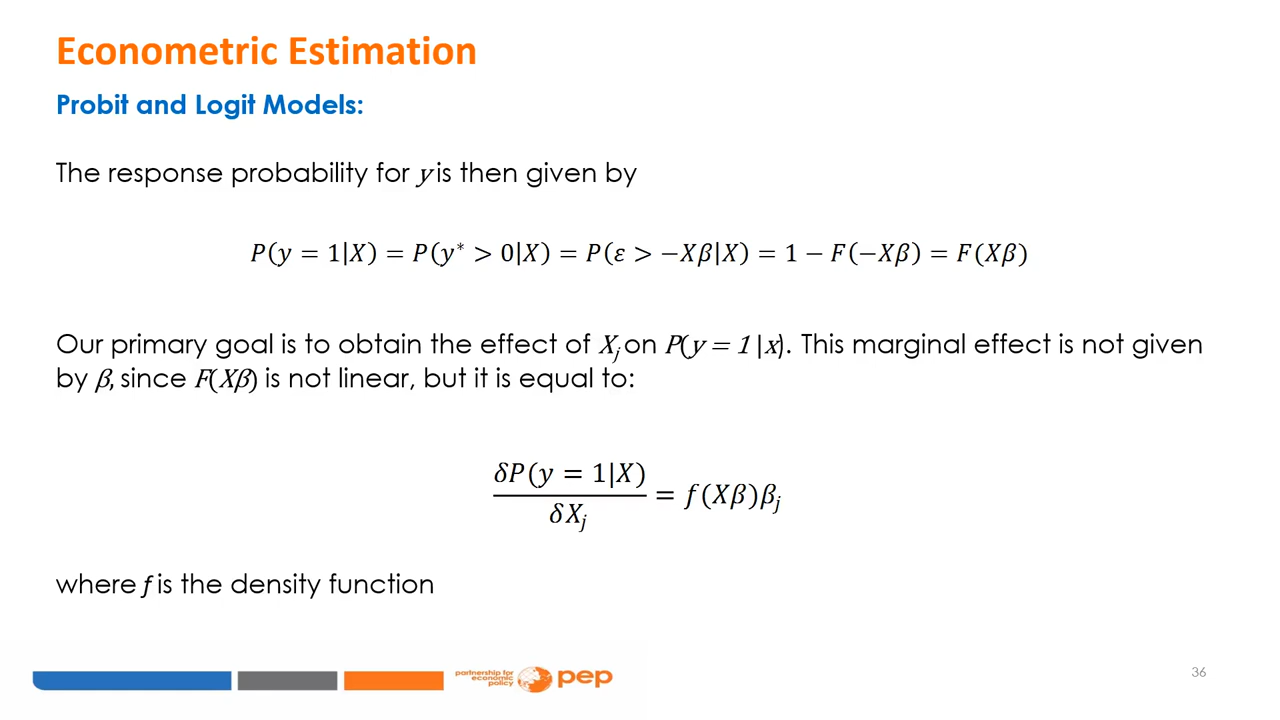 Econometric Estimation
Probit and Logit Models:
The response probability for y is then given by
P(y = 1|X) = P(y* > 0|X) = P(ε > −Xβ|X) = 1 − F(−Xβ) = F(Xβ)
Our primary goal is to obtain the effect of Xj on P(y = 1|x). This marginal effect is not given
by β, since F(Xβ) is not linear, but it is equal to:
δP(y = 1|X)
δXj
= f(Xβ)βj
where f is the density function
partnership for
economic
policy
pep
36